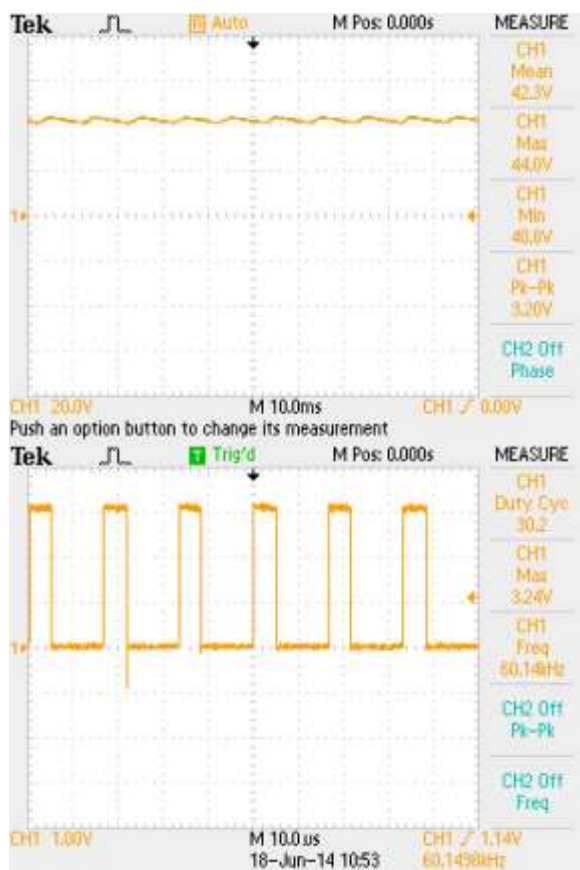 Tek Auto M Pos: 0.000s MEASURE
CH1
Mean
42.3V
CH1
Max
44.0V
CH1
Min
40.8V
CH1
Pk-Pk
3.20V
CH2 Off
Phase
1
CH1 20.0V M 10.0ms CH1 0.00V
Push an option button to change its measurement
Tek T Trig'd M Pos: 0.000s MEASURE
CH1
Duty Cyc
30.2
CH1
Max
3.24V
CH1
Freq
60.14kHz
CH2 Off
Pk-Pk
CH2 Off
Freq
1
CH1 1.00V M 10.0us CH1 1.14V
18-Jun-14 10:53 60.1498kHz